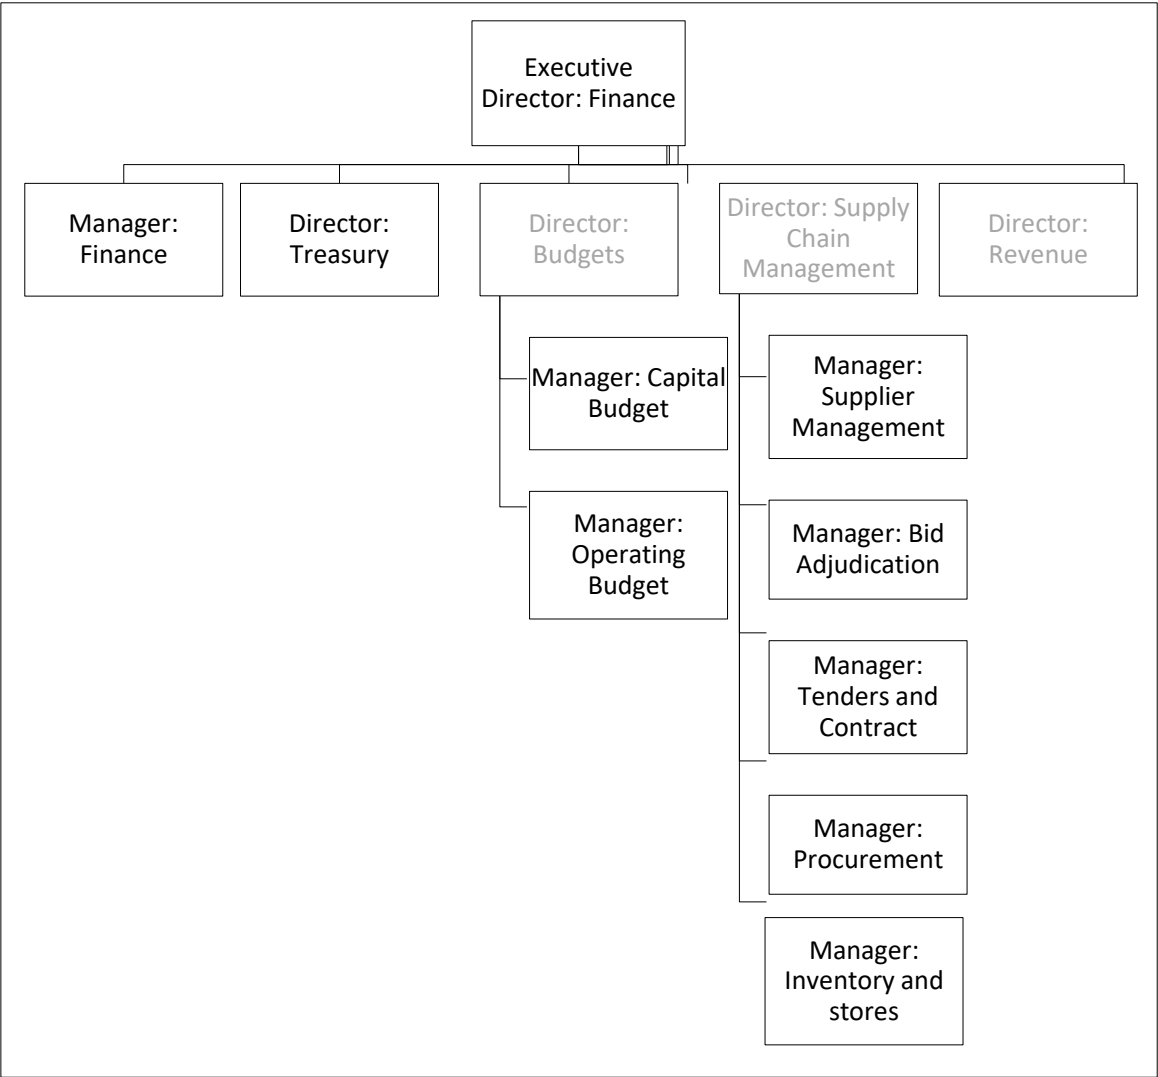 Executive
Director: Finance
Manager:
Finance
Director:
Treasury
Director:
Budgets
Director: Supply
Chain
Management
Director:
Revenue
Manager: Capital
Budget
Manager:
Operating
Budget
Manager:
Supplier
Management
Manager: Bid
Adjudication
Manager:
Tenders and
Contract
Manager:
Procurement
Manager:
Inventory and
stores